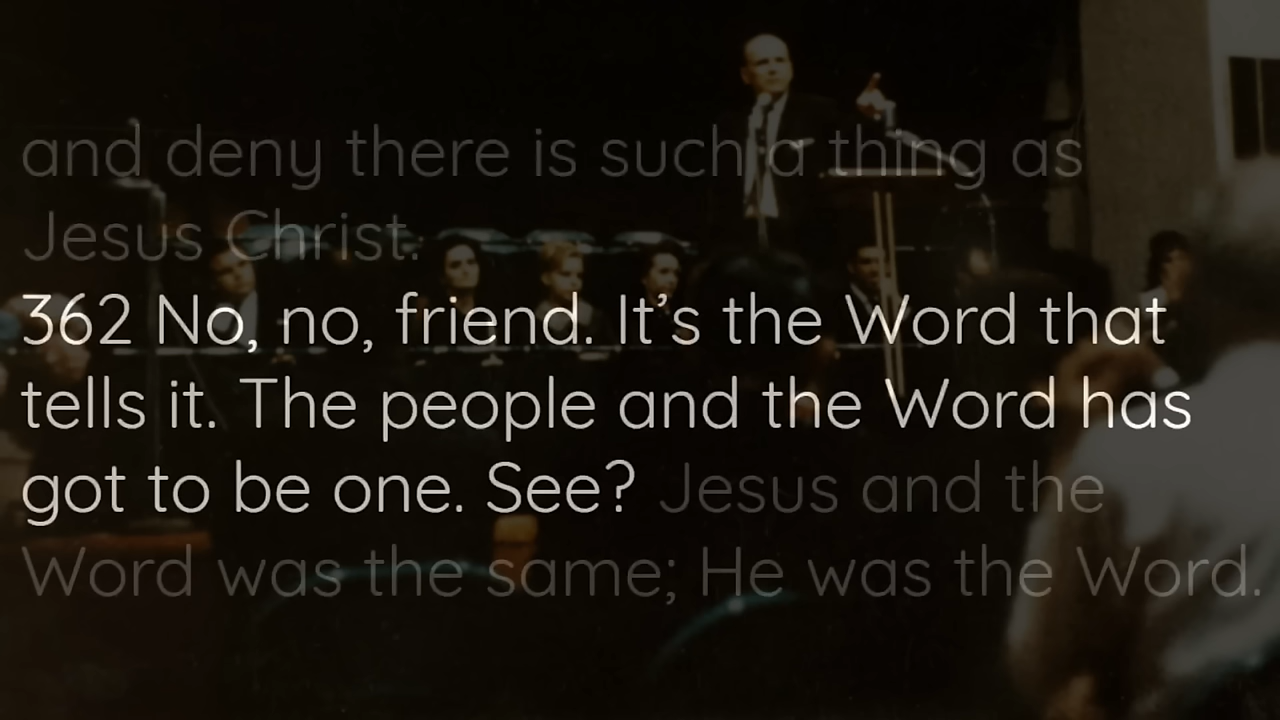 and deny there is such a thing as
Jesus Christ.
362 No, no, friend. It’s the Word that
tells it. The people and the Word has
got to be one. See? Jesus and the
Word was the same; He was the Word.